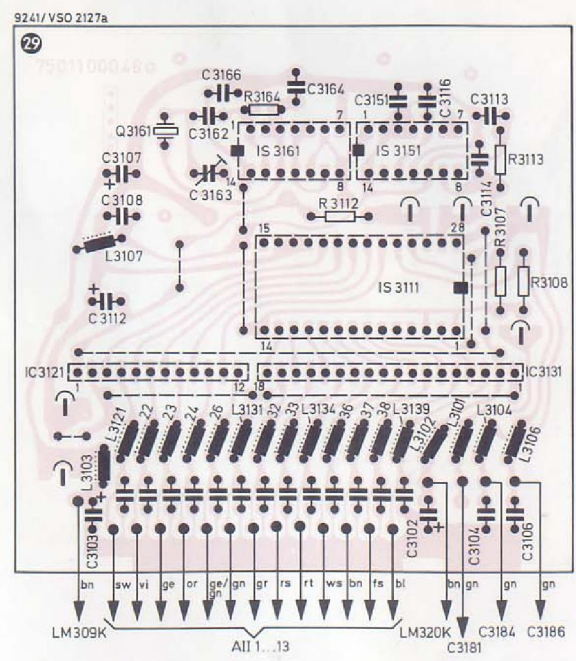 9241/VSO 2127a
29
7501100046a
C3166
R3164
C3164
C3151
C3116
C3113
Q3161
C3162
7
1
7
IS 3161
IS 3151
R3113
C3107
C3163
14
8
14
8
C3114
C3108
R3112
R3107
L3107
15
28
IS 3111
R3108
C3112
14
1
IC3121
IC3131
1
12
18
L3121
22
23
24
26
L3131
32
33
L3134
36
37
38
L3139
L3102
L3101
L3104
L3106
L3103
C3103
C3102
C3104
C3106
bn
sw
vi
ge
or
ge/gn
gn
gr
rs
rt
ws
bn
fs
bl
bn
gn
gn
gn
LM309K
AII 1...13
LM320K
C3181
C3184
C3186